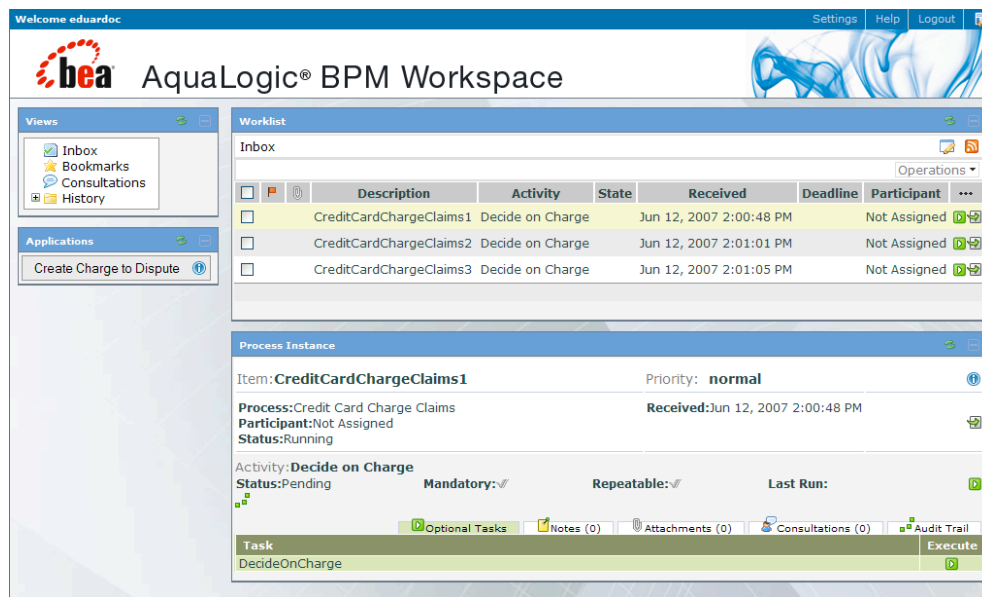 Welcome eduardoc Settings Help Logout
bea AquaLogic® BPM Workspace
Views
Inbox
Bookmarks
Consultations
History
Applications
Create Charge to Dispute
Worklist
Inbox
Operations
Description Activity State Received Deadline Participant ...
CreditCardChargeClaims1 Decide on Charge Jun 12, 2007 2:00:48 PM Not Assigned
CreditCardChargeClaims2 Decide on Charge Jun 12, 2007 2:01:01 PM Not Assigned
CreditCardChargeClaims3 Decide on Charge Jun 12, 2007 2:01:05 PM Not Assigned
Process Instance
Item:CreditCardChargeClaims1 Priority: normal
Process:Credit Card Charge Claims Received:Jun 12, 2007 2:00:48 PM
Participant:Not Assigned
Status:Running
Activity:Decide on Charge
Status:Pending Mandatory: Repeatable: Last Run:
Optional Tasks Notes (0) Attachments (0) Consultations (0) Audit Trail
Task Execute
DecideOnCharge